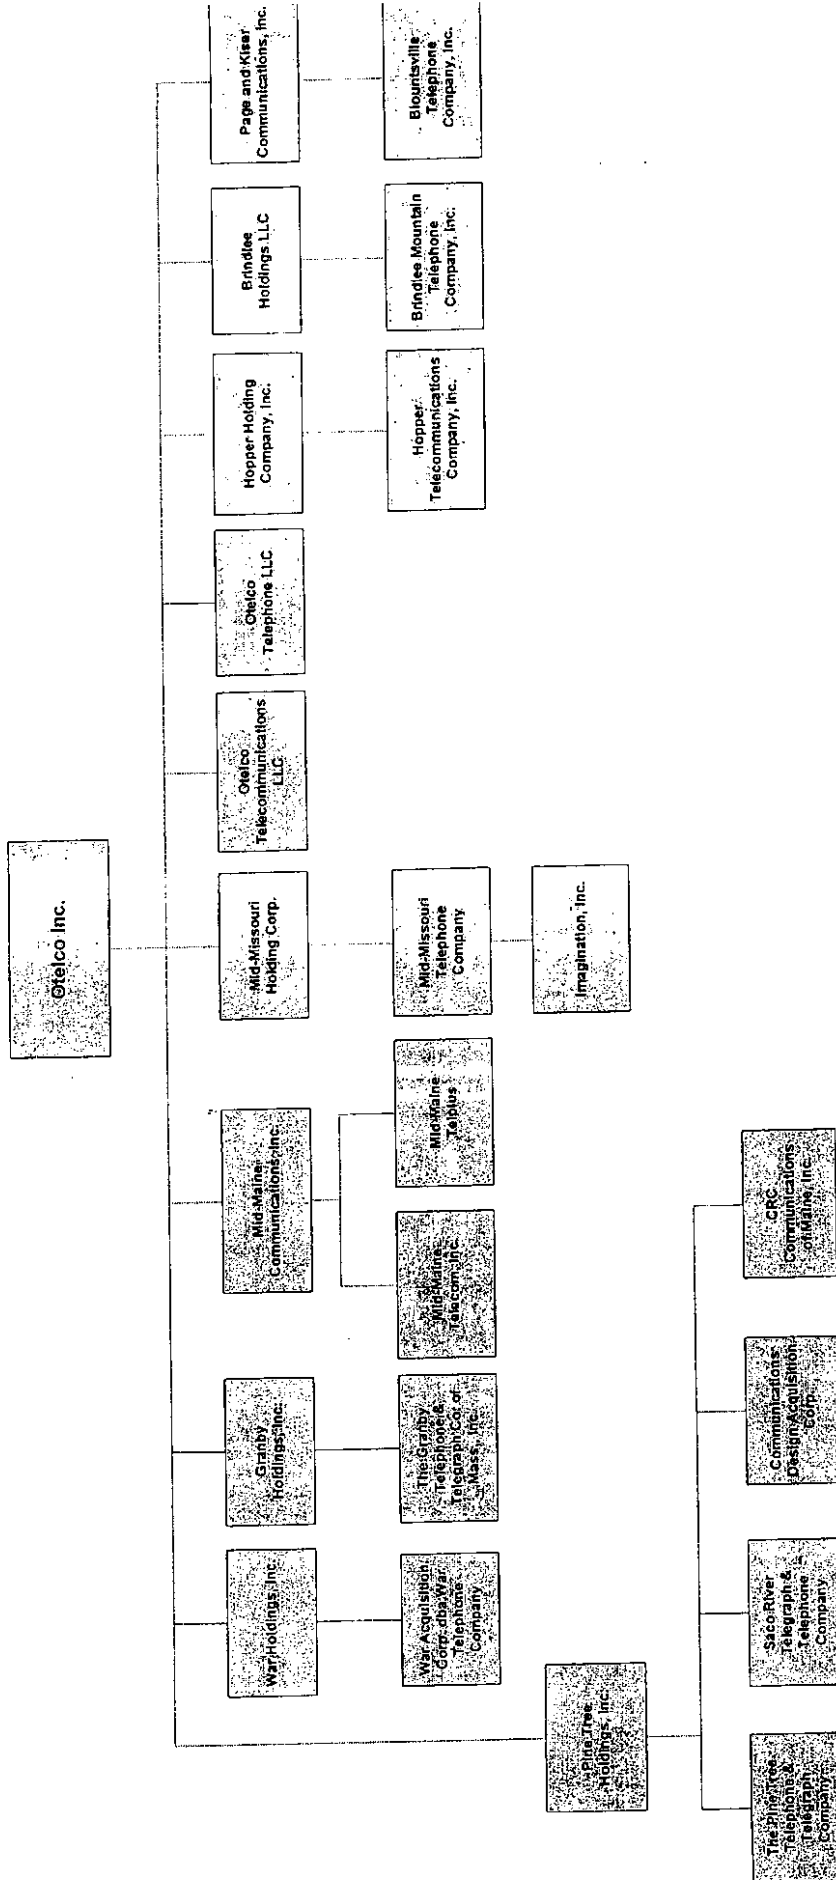 Otelco Inc.
War Holdings, Inc.
Granby
Holdings, Inc.
Mid-Maine
Communications, Inc.
Mid-Missouri
Holding Corp.
Otelco
Telecommunications
LLC
Otelco
Telephone LLC
Hopper Holding
Company, Inc.
Brindlee
Holdings LLC
Page and Kiser
Communications, Inc.
War Acquisition
Corp. dba War
Telephone
Company
The Granby
Telephone &
Telegraph Co. of
Mass., Inc.
Mid-Maine
Telecom, Inc.
Mid-Maine
Telplus
Mid-Missouri
Telephone
Company
Hopper
Telecommunications
Company, Inc.
Brindlee Mountain
Telephone
Company, Inc.
Blountsville
Telephone
Company, Inc.
Pine Tree
Holdings, Inc.
Imagination, Inc.
The Pine Tree
Telephone &
Telegraph
Company
Saco River
Telegraph &
Telephone
Company
Communications
Design Acquisition
Corp.
CRC
Communications
of Maine, Inc.